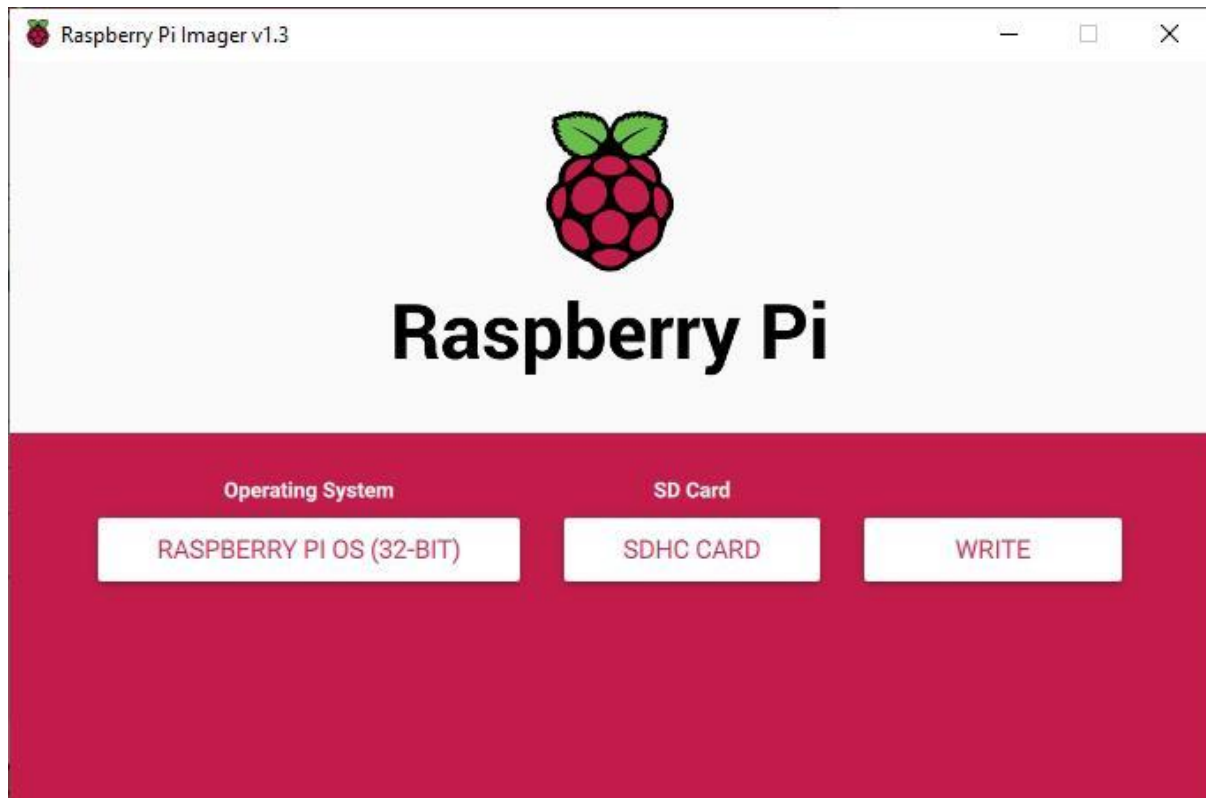 Raspberry Pi Imager v1.3
Raspberry Pi
Operating System
SD Card
RASPBERRY PI OS (32-BIT)
SDHC CARD
WRITE